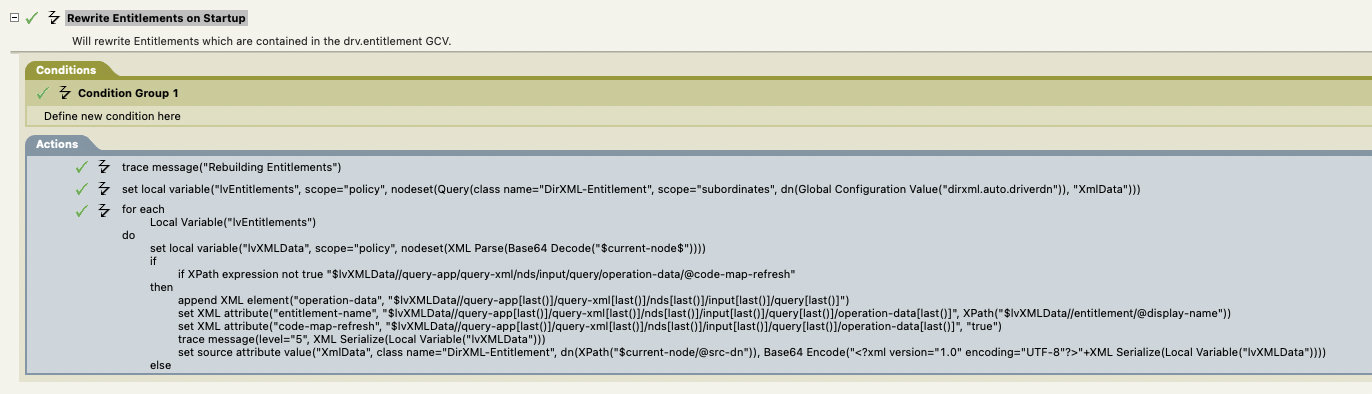 Rewrite Entitlements on Startup
Will rewrite Entitlements which are contained in the drv.entitlement GCV.
Conditions
Condition Group 1
Define new condition here
Actions
trace message("Rebuilding Entitlements")
set local variable("lvEntitlements", scope="policy", nodeset(Query(class name="DirXML-Entitlement", scope="subordinates", dn(Global Configuration Value("dirxml.auto.driverdn")), "XmlData")))
for each
Local Variable("lvEntitlements")
do
set local variable("lvXMLData", scope="policy", nodeset(XML Parse(Base64 Decode("$current-node$"))))
if
if XPath expression not true "$lvXMLData//query-app/query-xml/nds/input/query/operation-data/@code-map-refresh"
then
append XML element("operation-data", "$lvXMLData//query-app[last()]/query-xml[last()]/nds[last()]/input[last()]/query[last()]")
set XML attribute("entitlement-name", "$lvXMLData//query-app[last()]/query-xml[last()]/nds[last()]/input[last()]/query[last()]/operation-data[last()]", XPath("$lvXMLData//entitlement/@display-name"))
set XML attribute("code-map-refresh", "$lvXMLData//query-app[last()]/query-xml[last()]/nds[last()]/input[last()]/query[last()]/operation-data[last()]", "true")
trace message(level="5", XML Serialize(Local Variable("lvXMLData")))
set source attribute value("XmlData", class name="DirXML-Entitlement", dn(XPath("$current-node/@src-dn")), Base64 Encode("<?xml version="1.0" encoding="UTF-8"?>"+XML Serialize(Local Variable("lvXMLData"))))
else